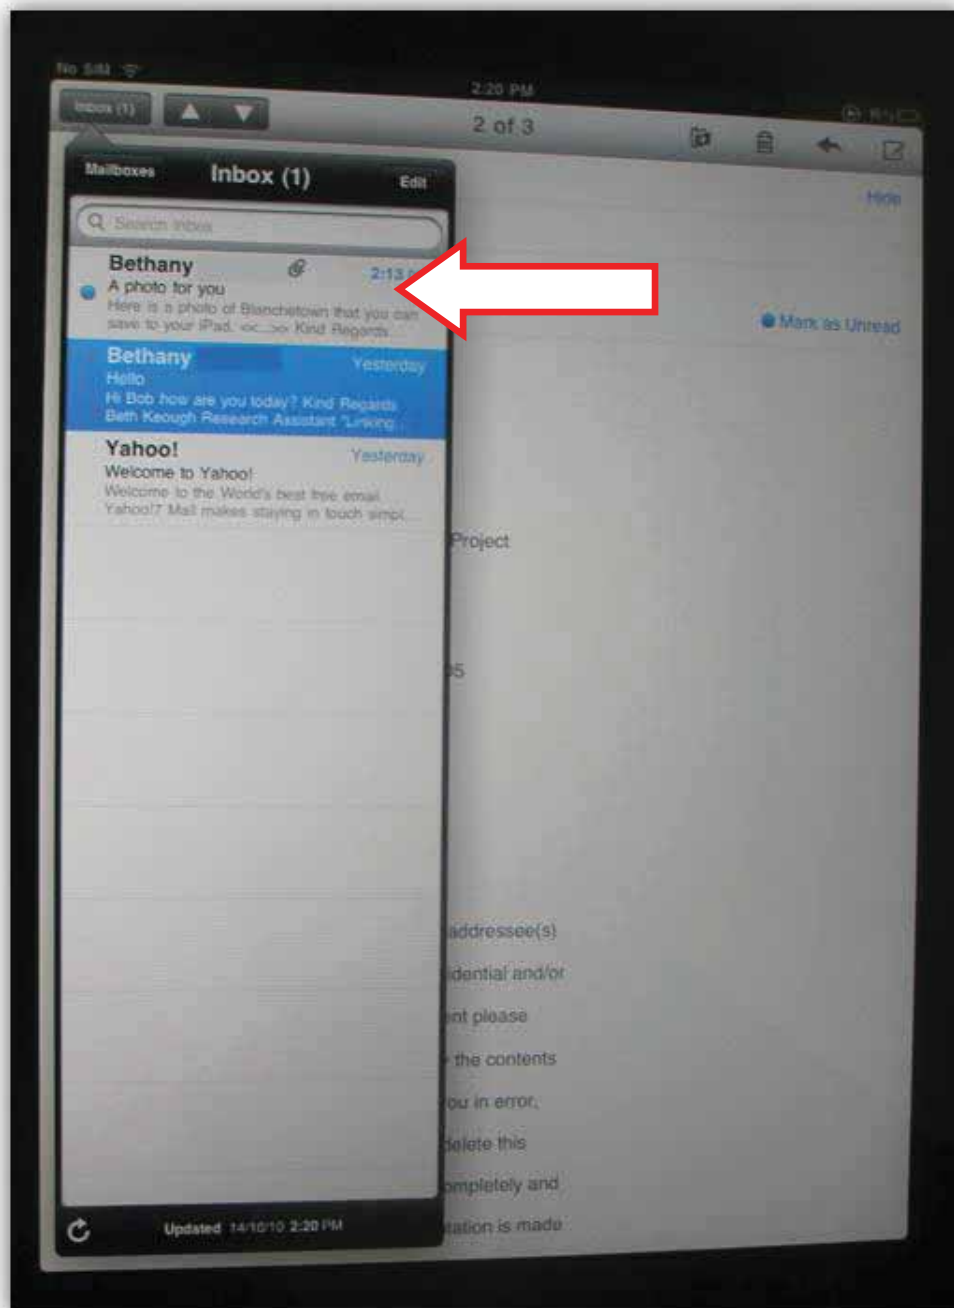 No SIM
2:20 PM
Inbox (1)
2 of 3
Mailboxes
Inbox (1)
Edit
Hide
Search Inbox
Bethany
2:13
A photo for you
Here is a photo of Blanchetown that you can
save to your iPad. <<...>> Kind Regards
Mark as Unread
Bethany
Yesterday
Hello
Hi Bob how are you today? Kind Regards
Beth Keough Research Assistant "Linking
Yahoo!
Yesterday
Welcome to Yahoo!
Welcome to the World's best free email
Yahoo!7 Mail makes staying in touch simpl...
Project
95
addressee(s)
idential and/or
ent please
the contents
ou in error,
delete this
ompletely and
Updated 14/10/10 2:20 PM
tation is made